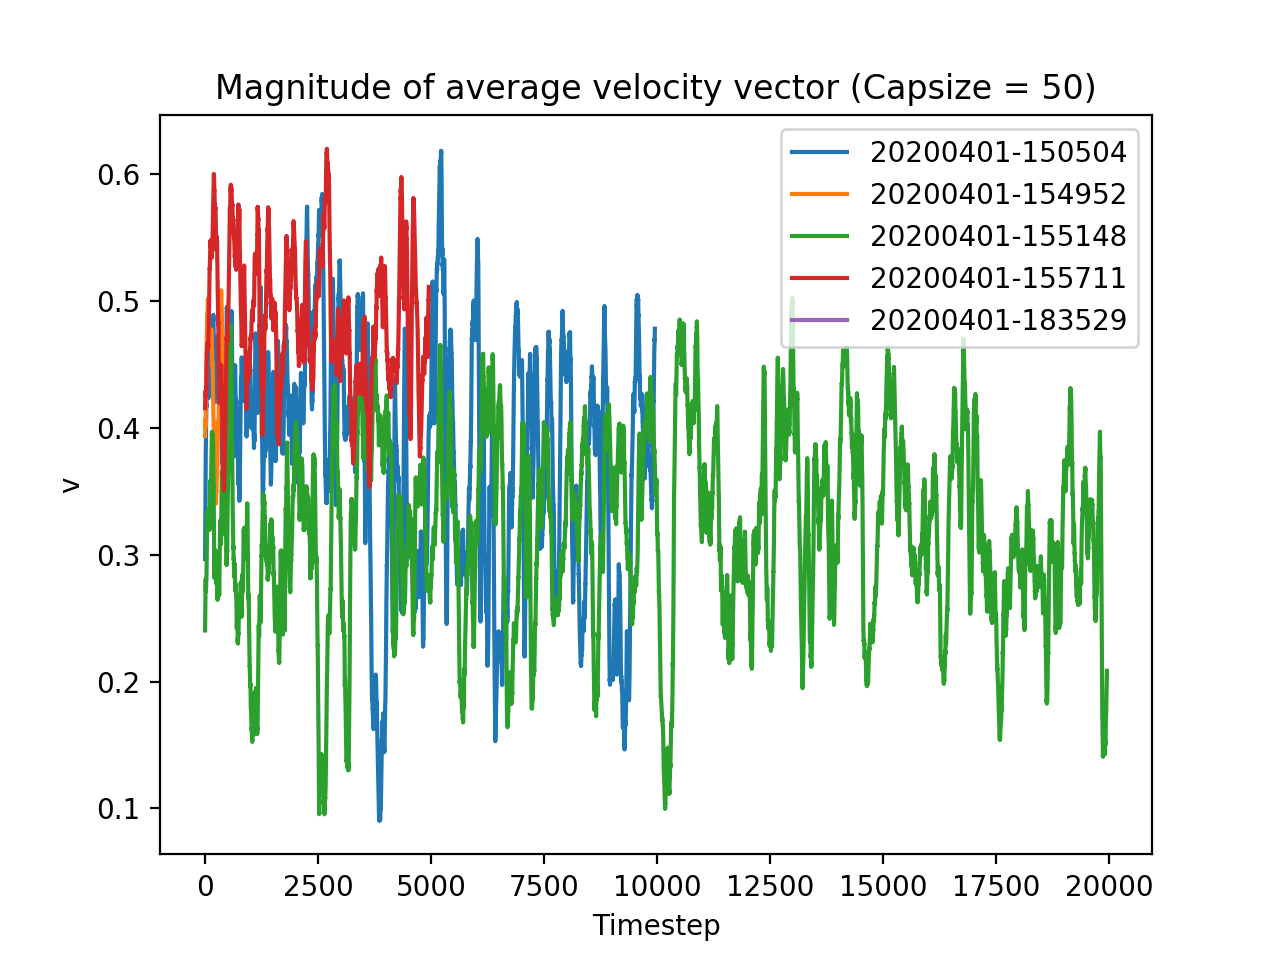 Magnitude of average velocity vector (Capsize = 50)
20200401-150504
20200401-154952
20200401-155148
20200401-155711
20200401-183529
0.6
0.5
0.4
0.3
0.2
0.1
v
0 2500 5000 7500 10000 12500 15000 17500 20000
Timestep